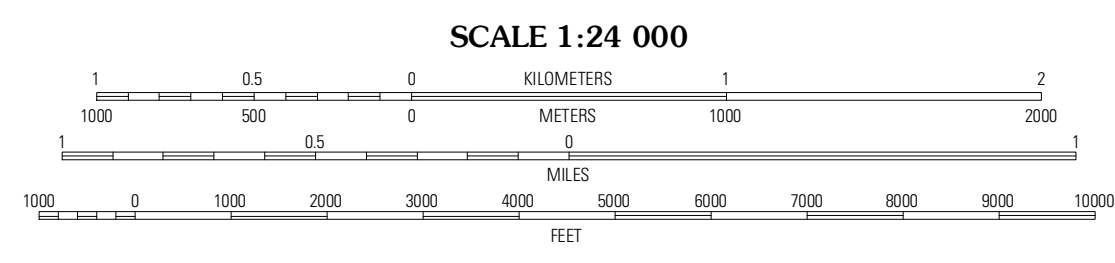 SCALE 1:24 000
1 0.5 0 KILOMETERS 1 2
1000 500 0 METERS 1000 2000
1 0.5 0 1
MILES
1000 0 1000 2000 3000 4000 5000 6000 7000 8000 9000 10000
FEET